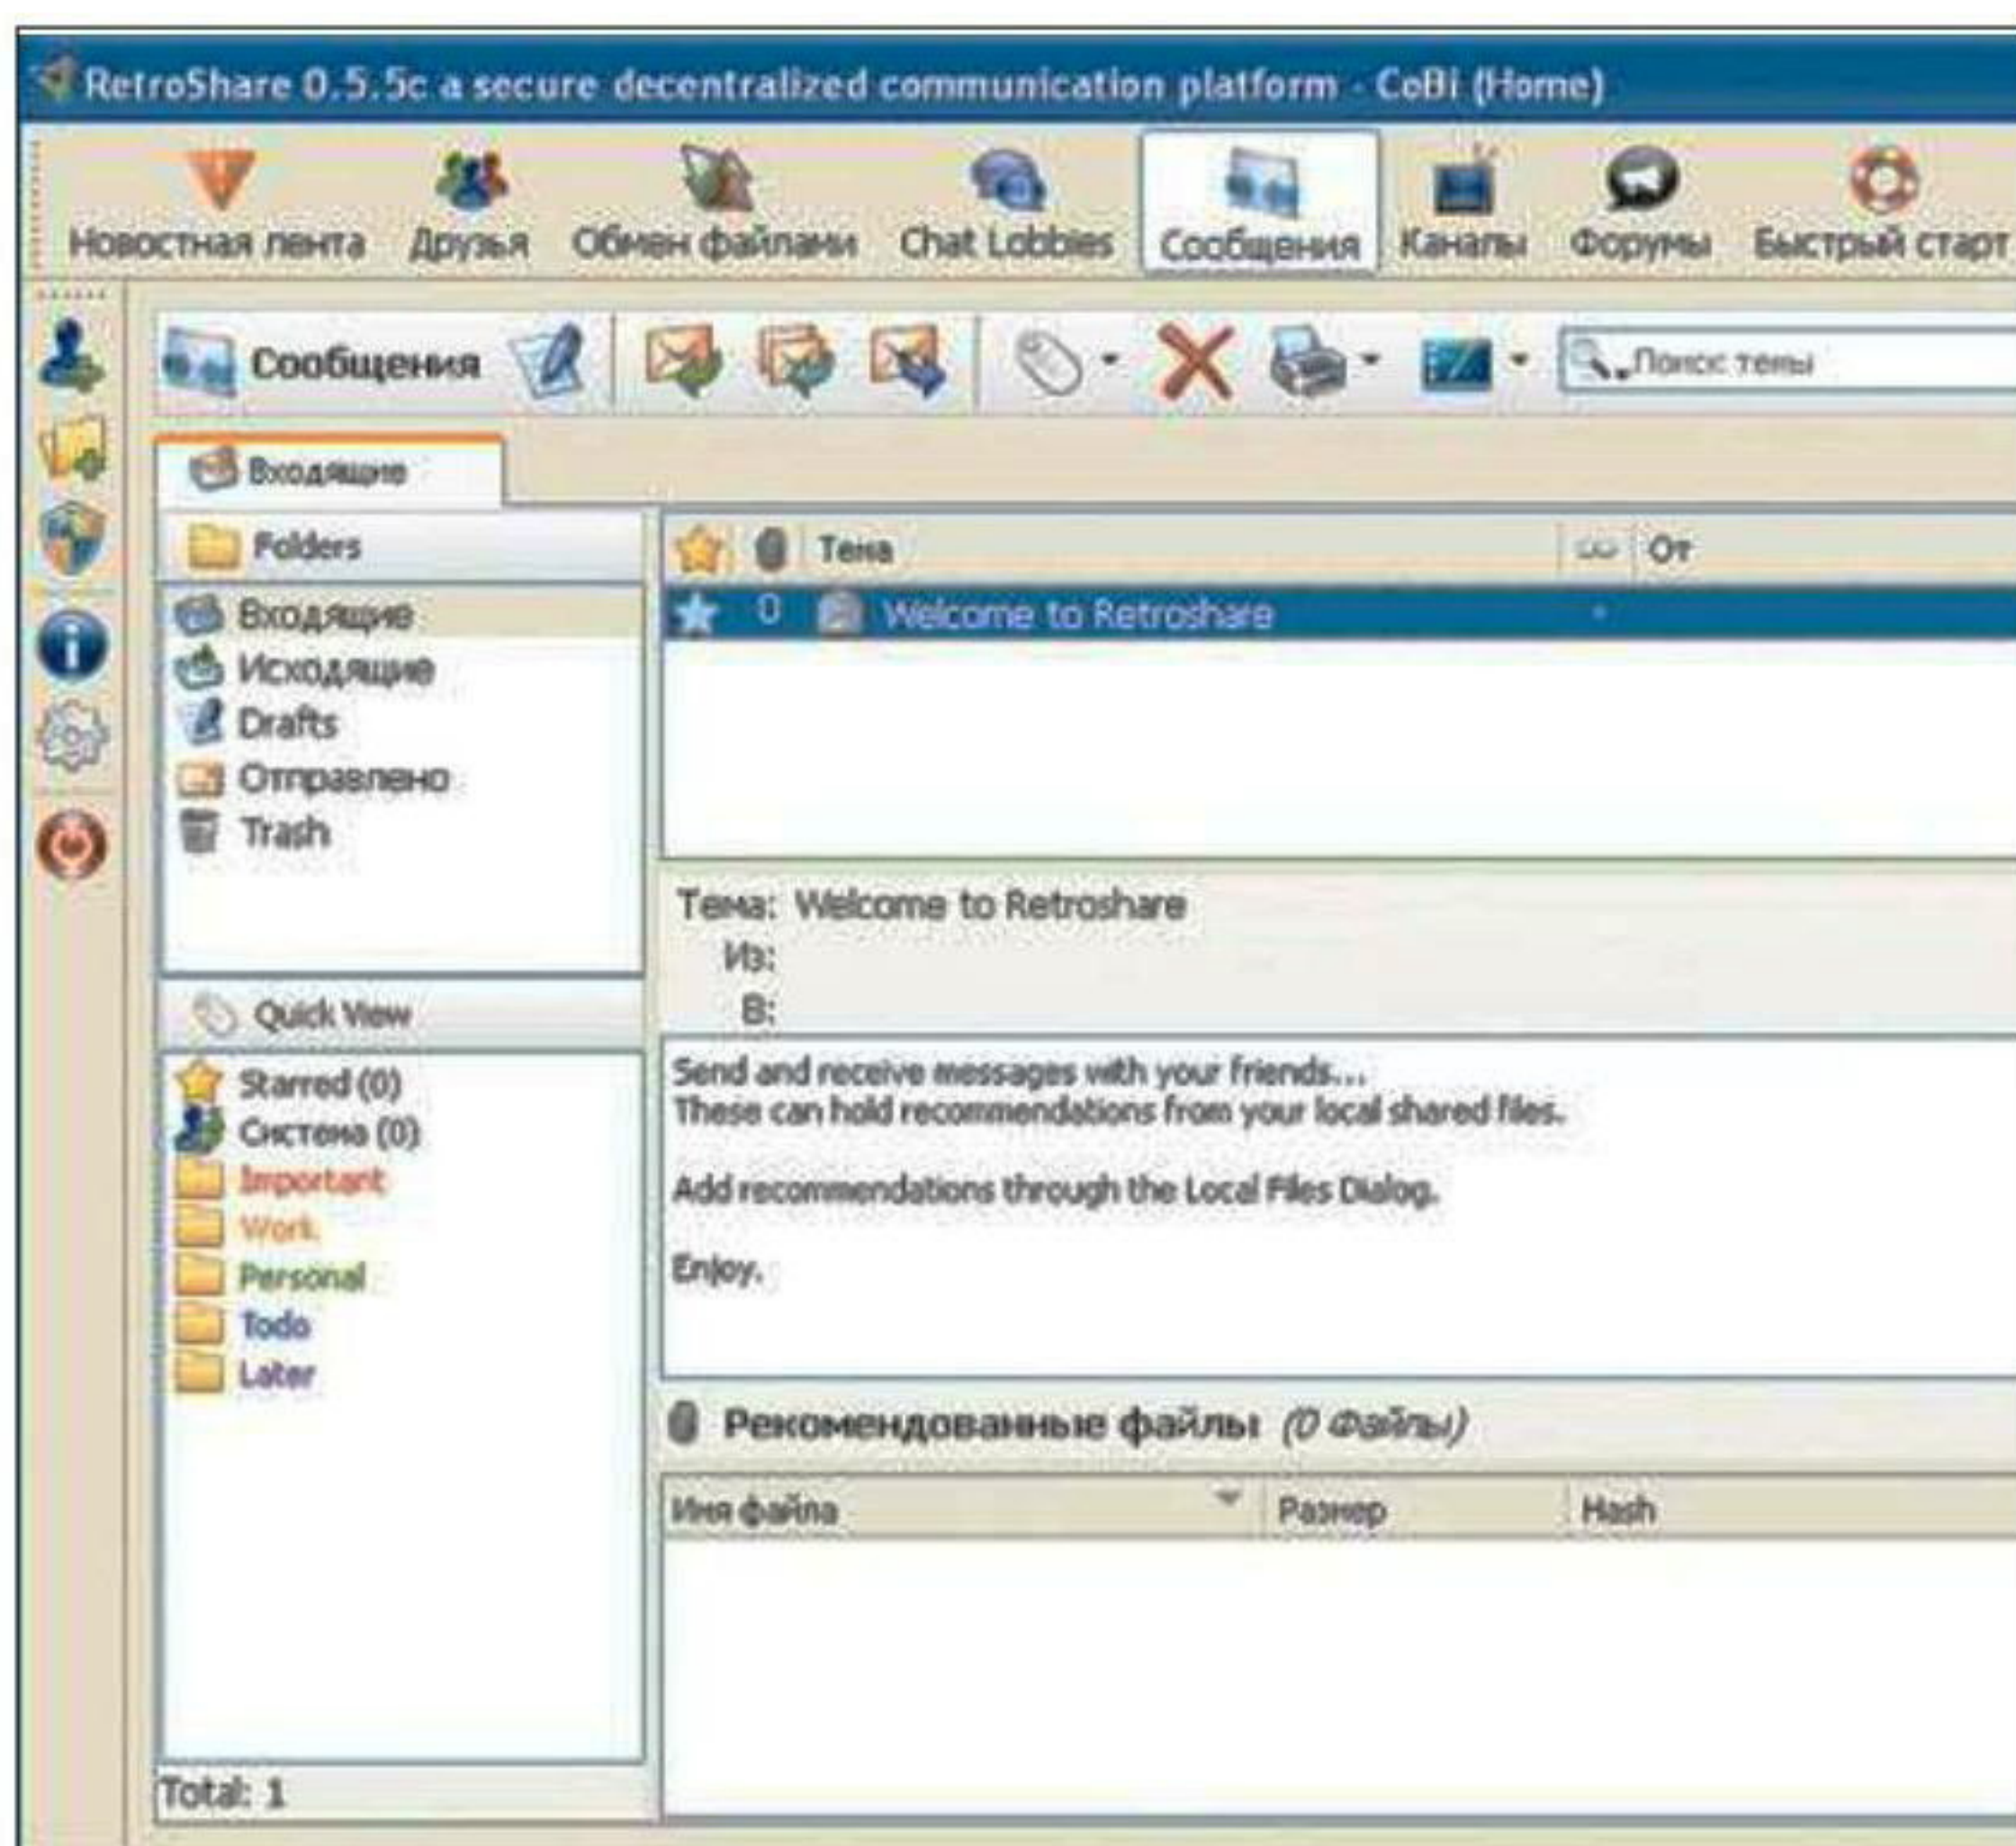 RetroShare 0.5.5c a secure decentralized communication platform - CoBi (Home)
Новостная лента Друзья Обмен файлами Chat Lobbies Сообщения Каналы Форумы Быстрый старт
Сообщения Поиск темы
Входящие
Folders
Входящие
Исходящие
Drafts
Отправлено
Trash
Quick View
Starred (0)
Система (0)
Important
Work
Personal
Todo
Later
Total: 1
Тема От
0 Welcome to Retroshare
Тема: Welcome to Retroshare
Из:
В:
Send and receive messages with your friends...
These can hold recommendations from your local shared files.
Add recommendations through the Local Files Dialog.
Enjoy.
Рекомендованные файлы (0 Файлы)
Имя файла Размер Hash